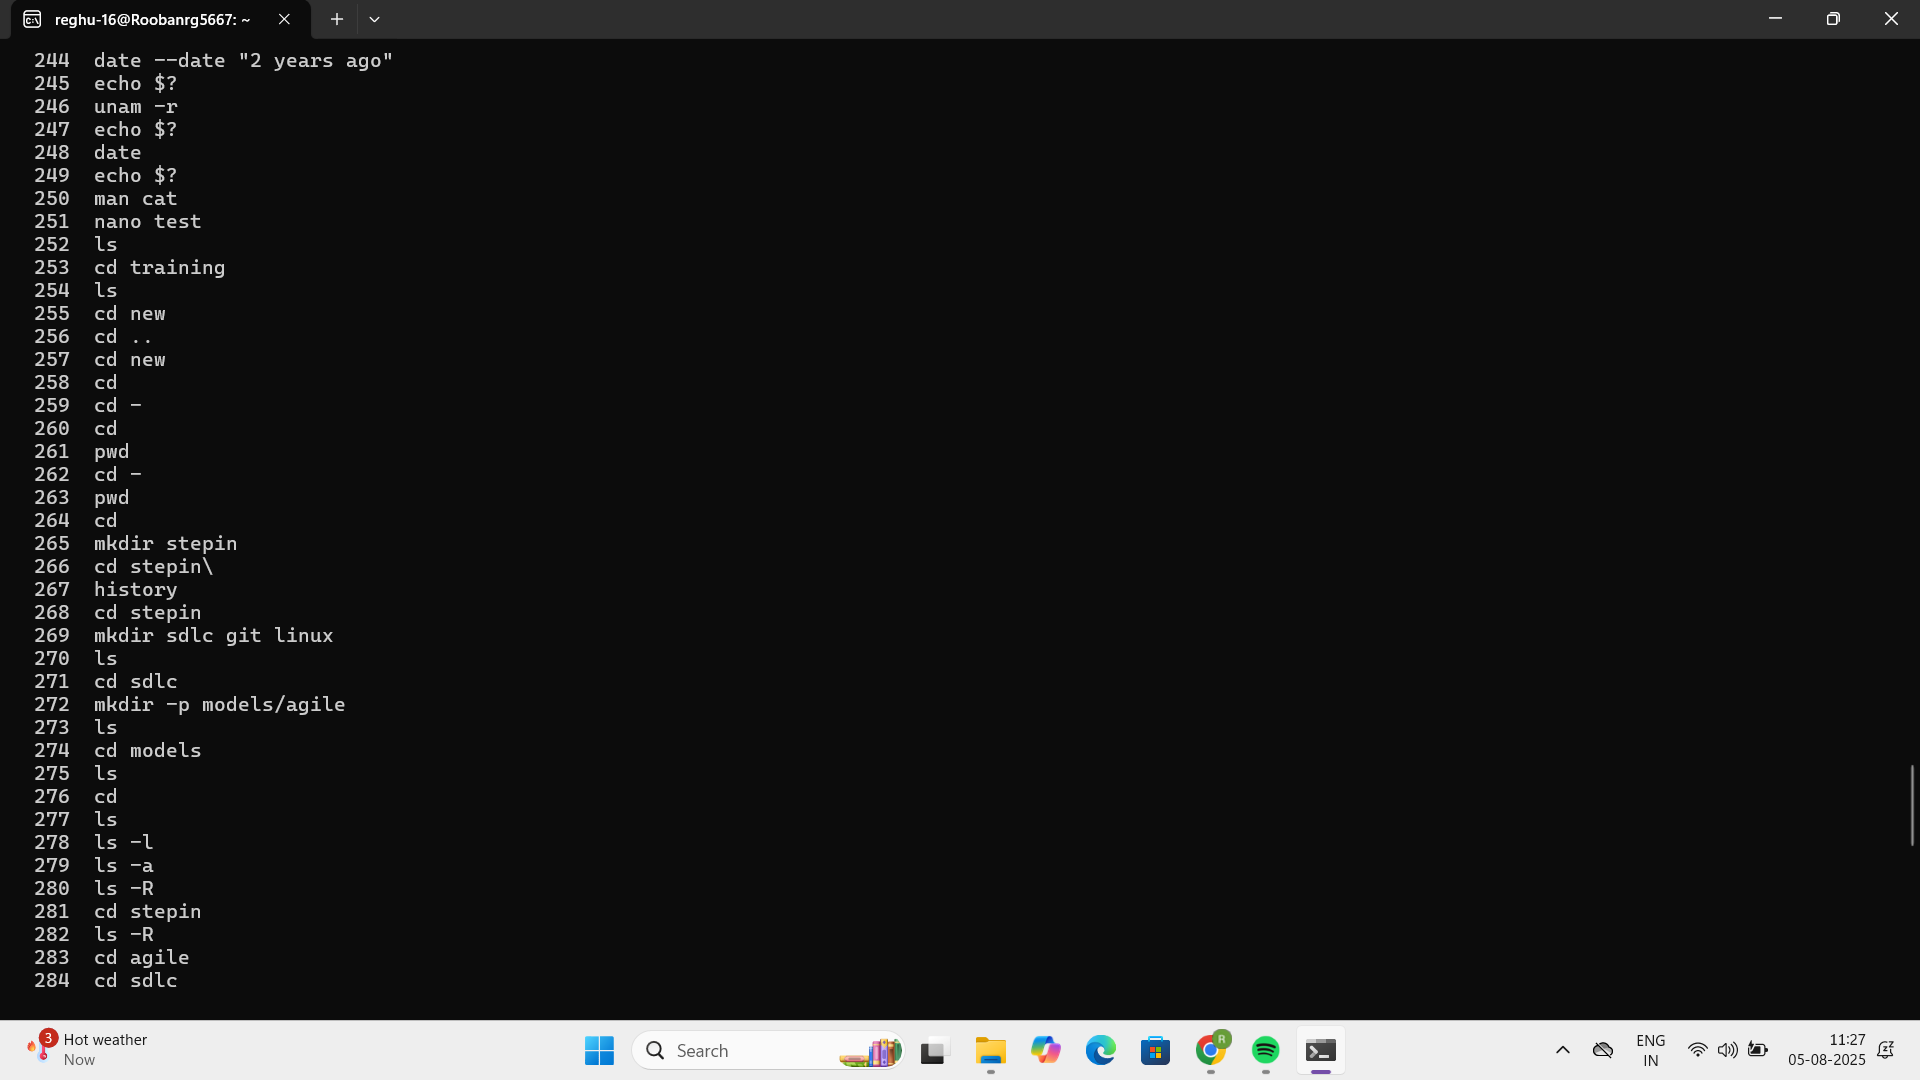 reghu-16@Roobanrg5667: ~
244 date --date "2 years ago"
245 echo $?
246 unam -r
247 echo $?
248 date
249 echo $?
250 man cat
251 nano test
252 ls
253 cd training
254 ls
255 cd new
256 cd ..
257 cd new
258 cd
259 cd -
260 cd
261 pwd
262 cd -
263 pwd
264 cd
265 mkdir stepin
266 cd stepin\
267 history
268 cd stepin
269 mkdir sdlc git linux
270 ls
271 cd sdlc
272 mkdir -p models/agile
273 ls
274 cd models
275 ls
276 cd
277 ls
278 ls -l
279 ls -a
280 ls -R
281 cd stepin
282 ls -R
283 cd agile
284 cd sdlc
3 Hot weather
Now
Search
R
ENG
IN
11:27
05-08-2025